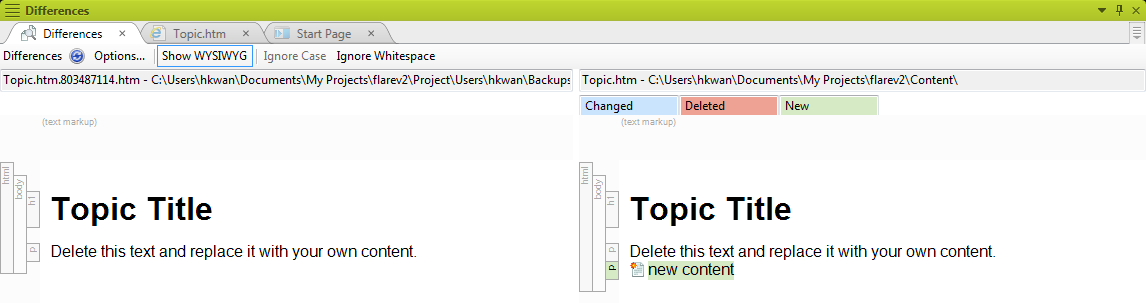 Differences
Differences Topic.htm Start Page
Differences Options... Show WYSIWYG Ignore Case Ignore Whitespace
Topic.htm.803487114.htm - C:\Users\hkwan\Documents\My Projects\flarev2\Project\Users\hkwan\Backups
Topic.htm - C:\Users\hkwan\Documents\My Projects\flarev2\Content\
Changed Deleted New
(text markup)
html
body
h1
Topic Title
p
Delete this text and replace it with your own content.
(text markup)
html
body
h1
Topic Title
p
Delete this text and replace it with your own content.
p
new content